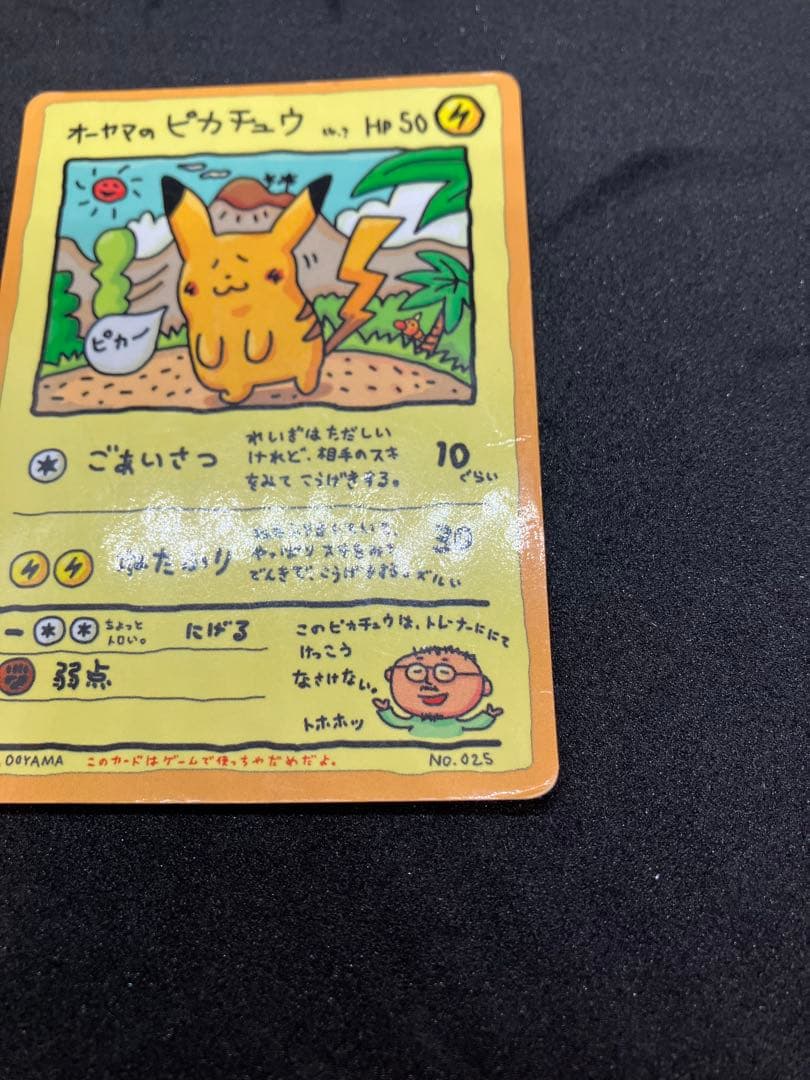 オーヤマの ピカチュウ Lv.? HP 50
ピカー
ごあいさつ
れいぎはただしい
けれど、相手のスキ
をみて こうげきする。
10
ぐらい
ねたふり
やっぱり スキをみて
でんきで、こうげきする。ズルい
30
ー ちょっと
トロい。
にげる
弱点
このピカチュウは、トレーナーににて
けっこう
なさけない。
トホホッ
OOYAMA このカードはゲームで使っちゃだめだよ。 NO.025